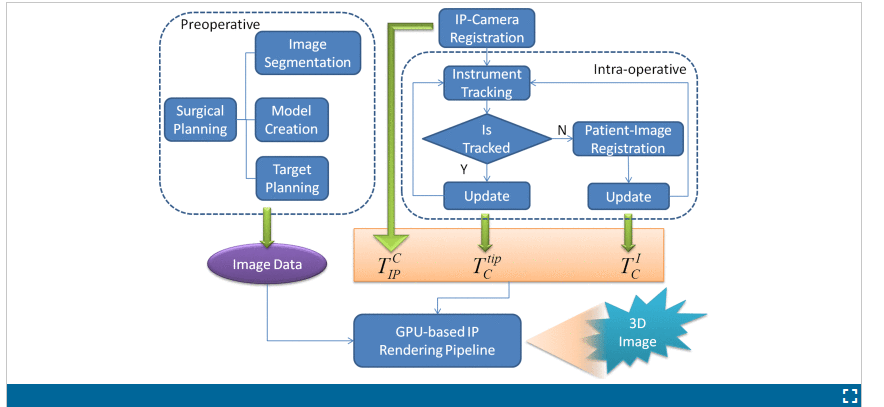 Preoperative
Image
Segmentation
Surgical
Planning
Model
Creation
Target
Planning
Image Data
IP-Camera
Registration
Intra-operative
Instrument
Tracking
Is
Tracked
N
Y
Patient-Image
Registration
Update
Update
T_{IP}^{C}
T_{C}^{tip}
T_{C}^{I}
GPU-based IP
Rendering Pipeline
3D
Image